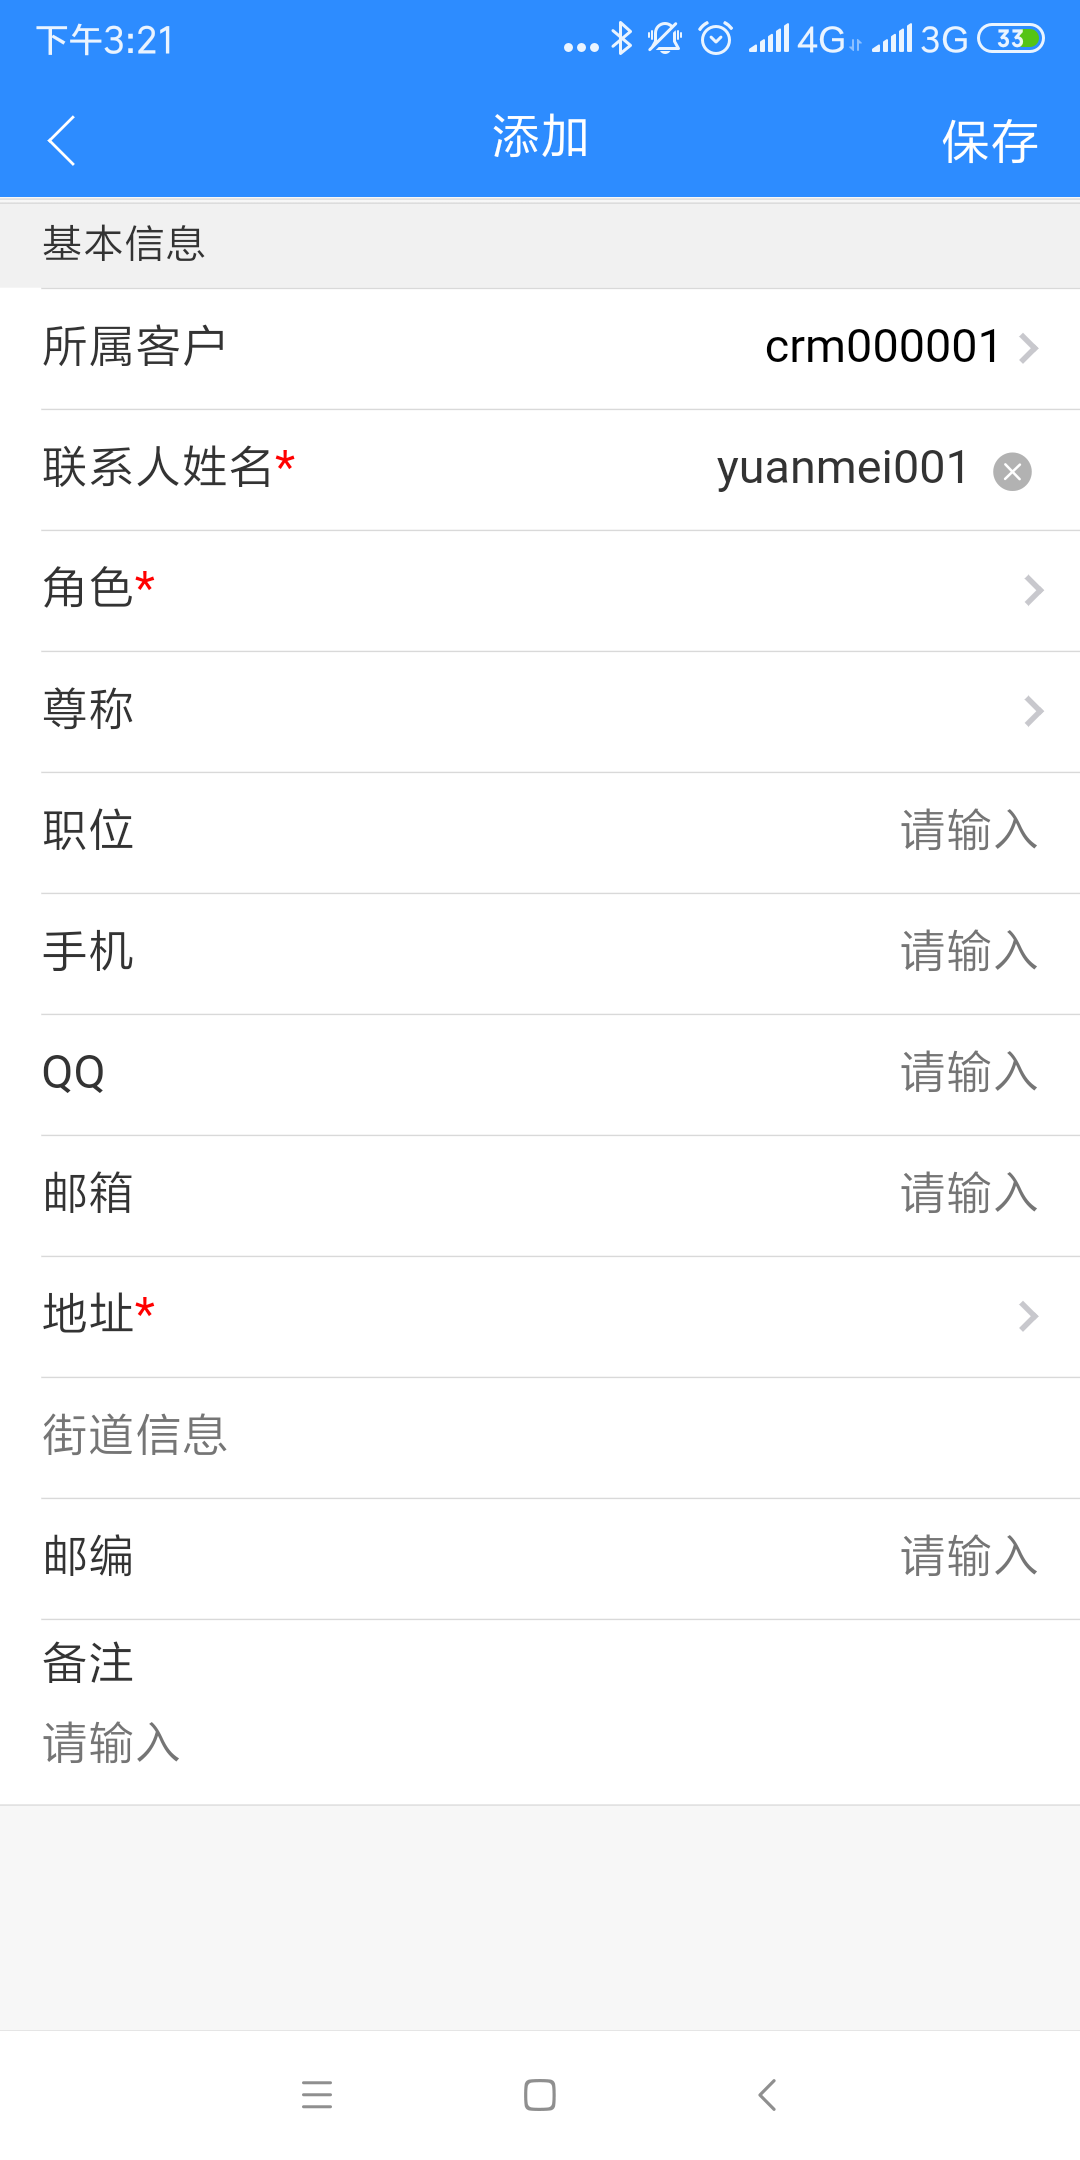 下午3:21 ... 4G 3G 33
添加 保存
基本信息
所属客户 crm000001
联系人姓名* yuanmei001
角色*
尊称
职位 请输入
手机 请输入
QQ 请输入
邮箱 请输入
地址*
街道信息
邮编 请输入
备注
请输入